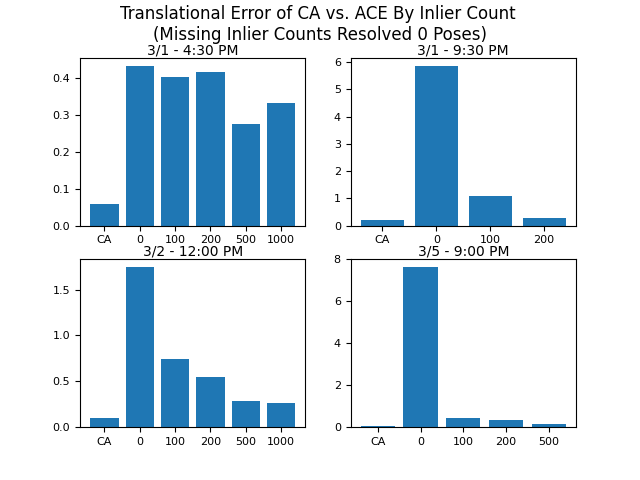 Translational Error of CA vs. ACE By Inlier Count
(Missing Inlier Counts Resolved 0 Poses)
3/1 - 4:30 PM
0.4
0.3
0.2
0.1
0.0
CA 0 100 200 500 1000
3/1 - 9:30 PM
6
5
4
3
2
1
0
CA 0 100 200
3/2 - 12:00 PM
1.5
1.0
0.5
0.0
CA 0 100 200 500 1000
3/5 - 9:00 PM
8
6
4
2
0
CA 0 100 200 500